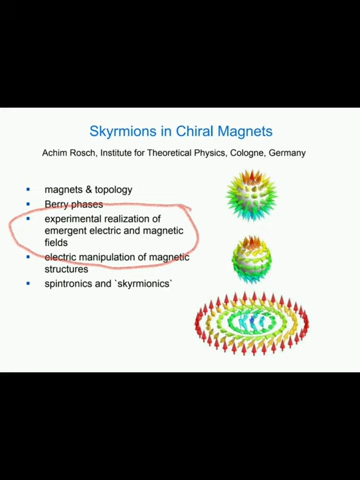 Skyrmions in Chiral Magnets
Achim Rosch, Institute for Theoretical Physics, Cologne, Germany
magnets & topology
Berry phases
experimental realization of
emergent electric and magnetic
fields
electric manipulation of magnetic
structures
spintronics and `skyrmionics`